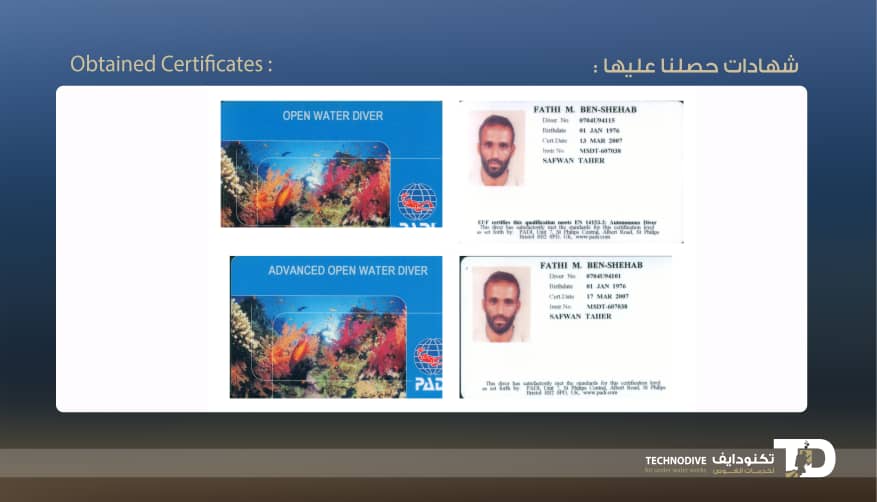 Obtained Certificates :
شهادات حصلنا عليها :
OPEN WATER DIVER
PADI
FATHI M. BEN-SHEHAB
Diver No 0704U94115
Birthdate 01 JAN 1976
Cert.Date 13 MAR 2007
Instr No MSDT-607038
SAFWAN TAHER
EUF certifies this qualification meets EN 14153-2: Autonomous Diver
This diver has satisfactorily met the standards for this certification level
as set forth by: PADI, Unit 7, St Philips Central, Albert Road, St Philips
Bristol BS2 0PD, UK, www.padi.com
ADVANCED OPEN WATER DIVER
PADI
FATHI M. BEN-SHEHAB
Diver No 0704U94101
Birthdate 01 JAN 1976
Cert.Date 17 MAR 2007
Instr No MSDT-607038
SAFWAN TAHER
This diver has satisfactorily met the standards for this certification level
as set forth by: PADI, Unit 7, St Philips Central, Albert Road, St Philips
Bristol BS2 0PD, UK, www.padi.com
TECHNODIVE تكنودايف
for under water works لخدمات الغوص
TD